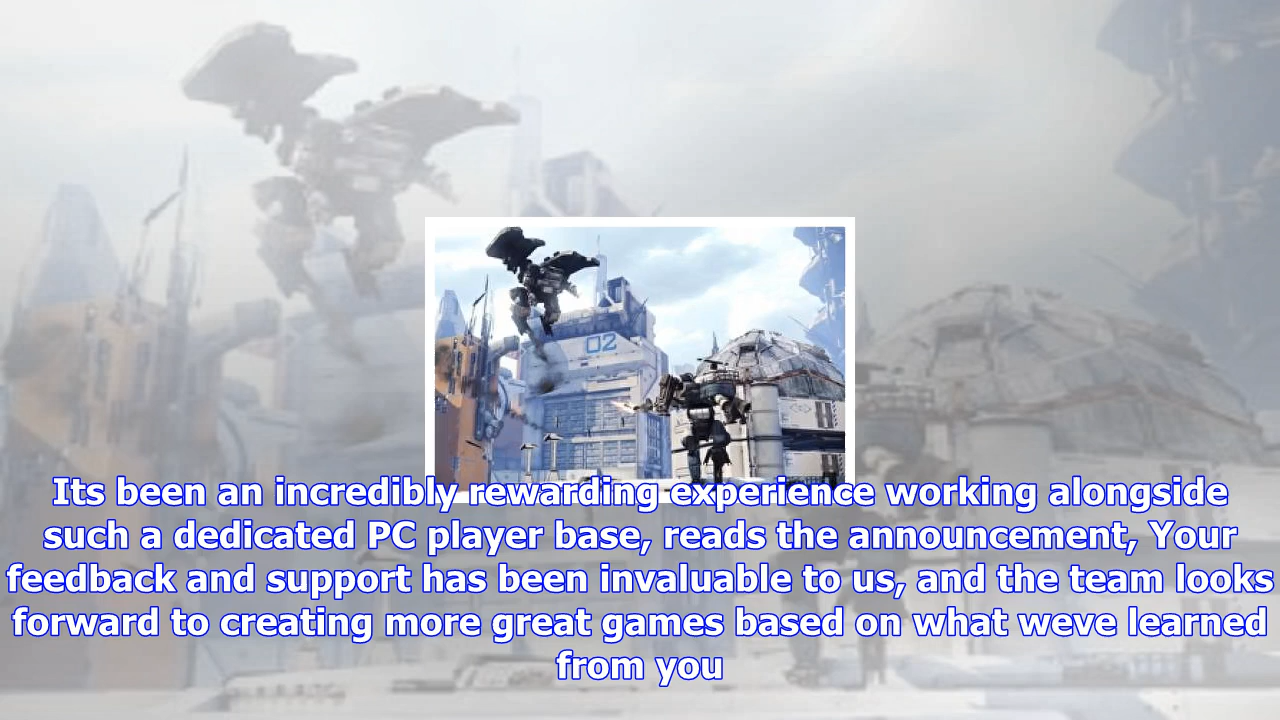 02
Its been an incredibly rewarding experience working alongside
such a dedicated PC player base, reads the announcement, Your
feedback and support has been invaluable to us, and the team looks
forward to creating more great games based on what weve learned
from you